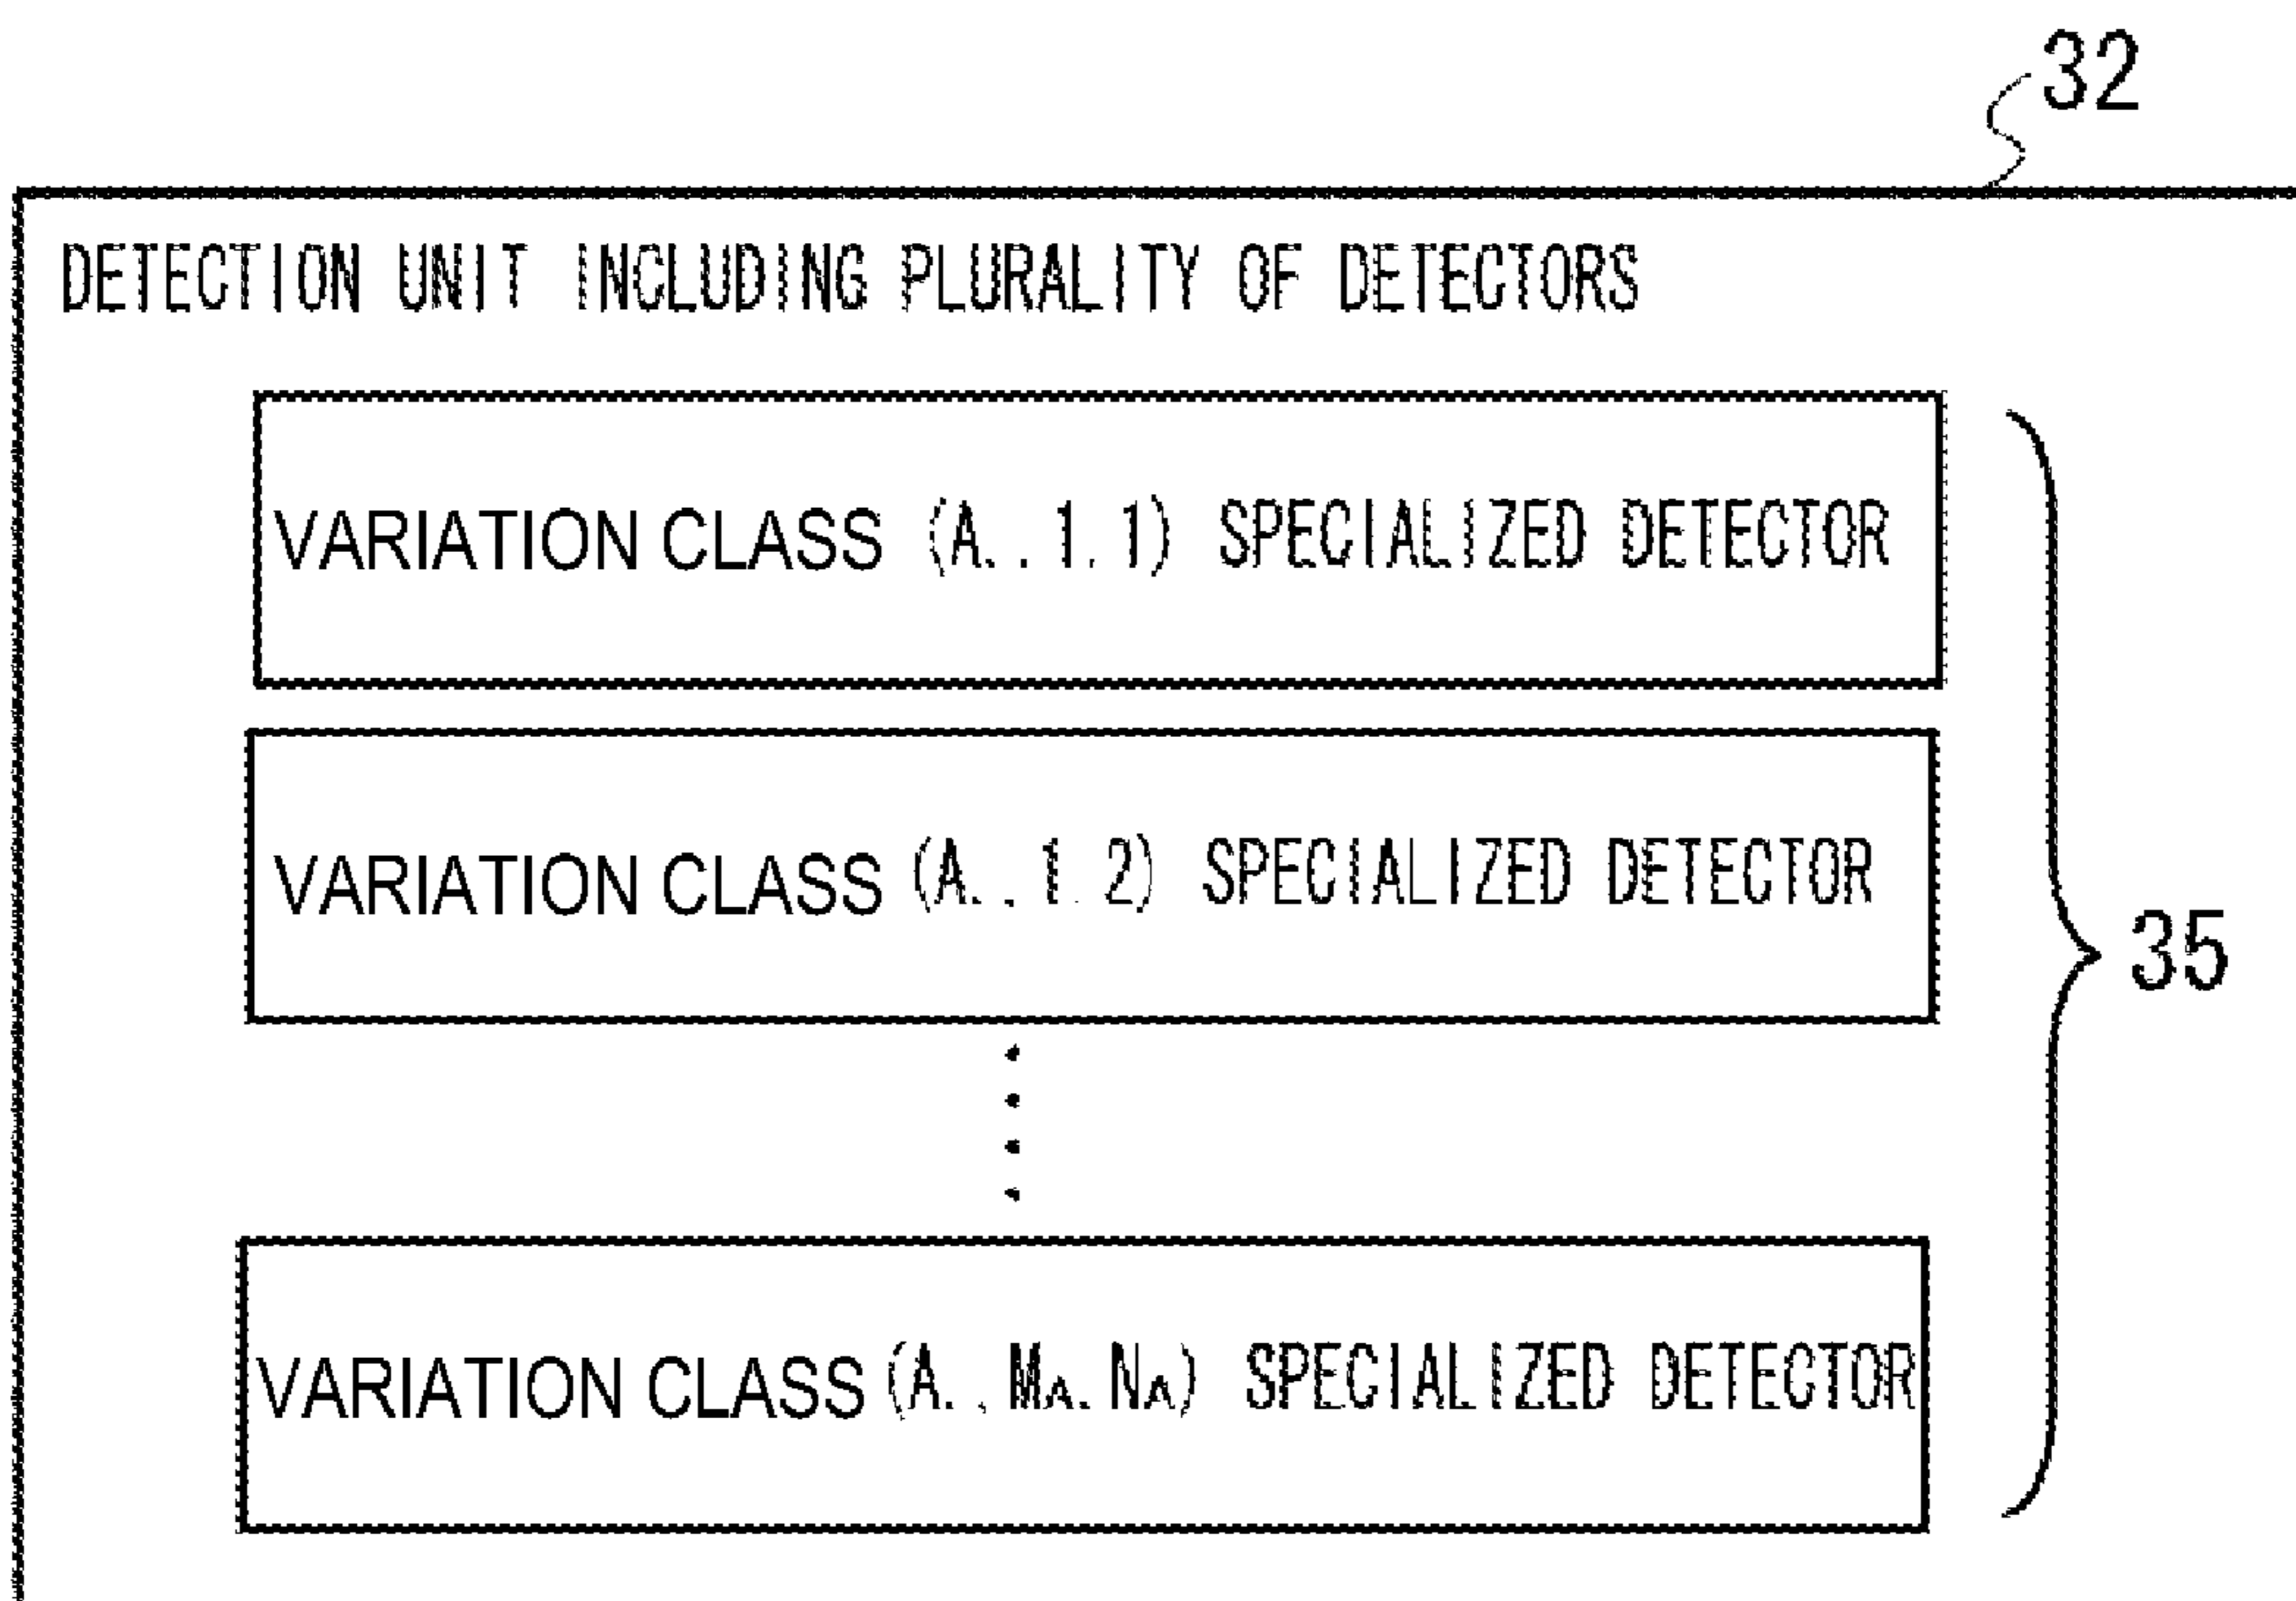 32
DETECTION UNIT INCLUDING PLURALITY OF DETECTORS
VARIATION CLASS (A..1.1) SPECIALIZED DETECTOR
VARIATION CLASS (A..1.2) SPECIALIZED DETECTOR
35
VARIATION CLASS (A..MA.NA) SPECIALIZED DETECTOR